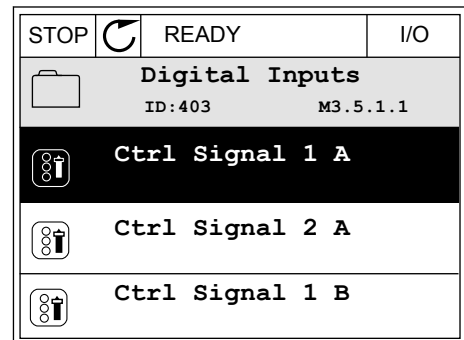 STOP READY I/O
Digital Inputs
ID:403 M3.5.1.1
Ctrl Signal 1 A
Ctrl Signal 2 A
Ctrl Signal 1 B